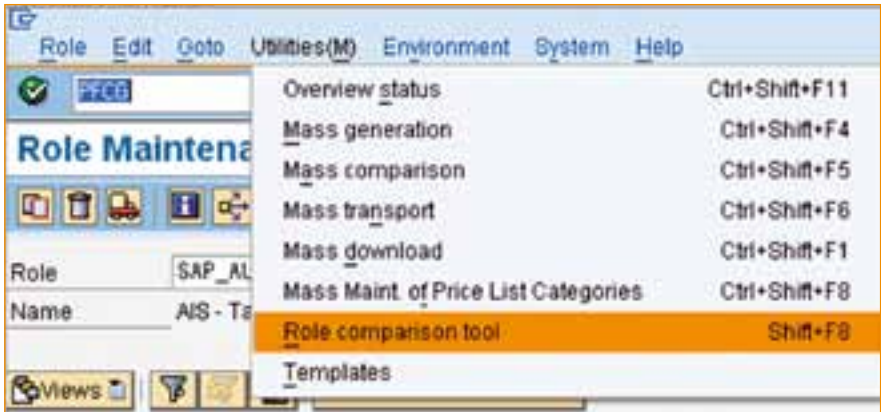 Role Edit Goto Utilities(M) Environment System Help
PFCG
Overview status Ctrl+Shift+F11
Role Maintena
Mass generation Ctrl+Shift+F4
Mass comparison Ctrl+Shift+F5
Mass transport Ctrl+Shift+F6
Mass download Ctrl+Shift+F1
Role SAP_AU
Mass Maint. of Price List Categories Ctrl+Shift+F8
Name AIS - Ta
Role comparison tool Shift+F8
Templates
Views